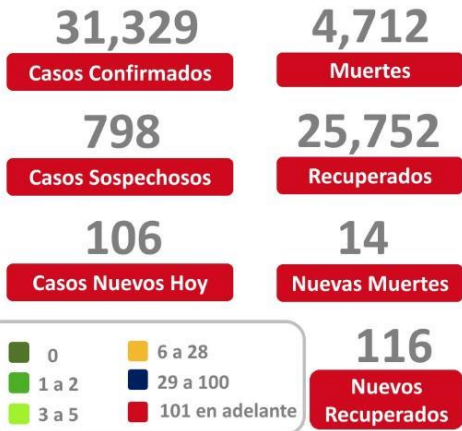 31,329
Casos Confirmados
4,712
Muertes
798
Casos Sospechosos
25,752
Recuperados
106
Casos Nuevos Hoy
14
Nuevas Muertes
0
1 a 2
3 a 5
6 a 28
29 a 100
101 en adelante
116
Nuevos
Recuperados